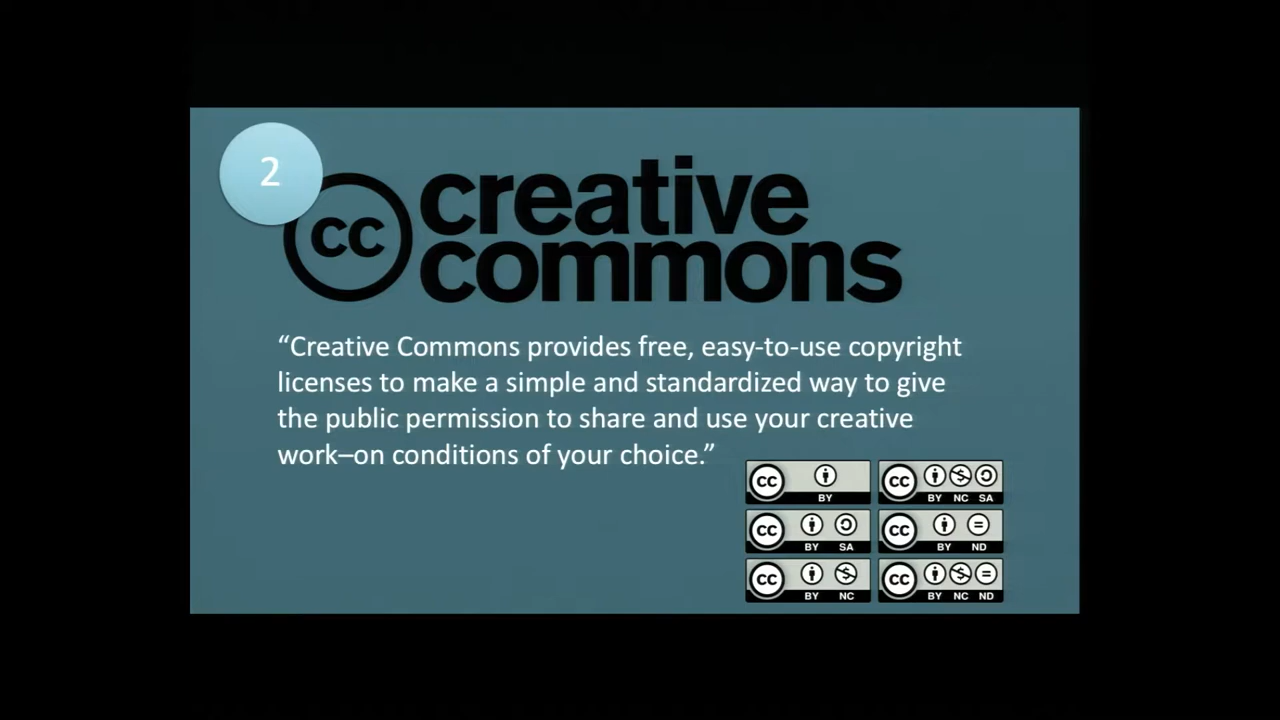 2
cc creative
commons
“Creative Commons provides free, easy-to-use copyright
licenses to make a simple and standardized way to give
the public permission to share and use your creative
work–on conditions of your choice.”
cc BY
cc BY NC SA
cc BY SA
cc BY ND
cc BY NC
cc BY NC ND